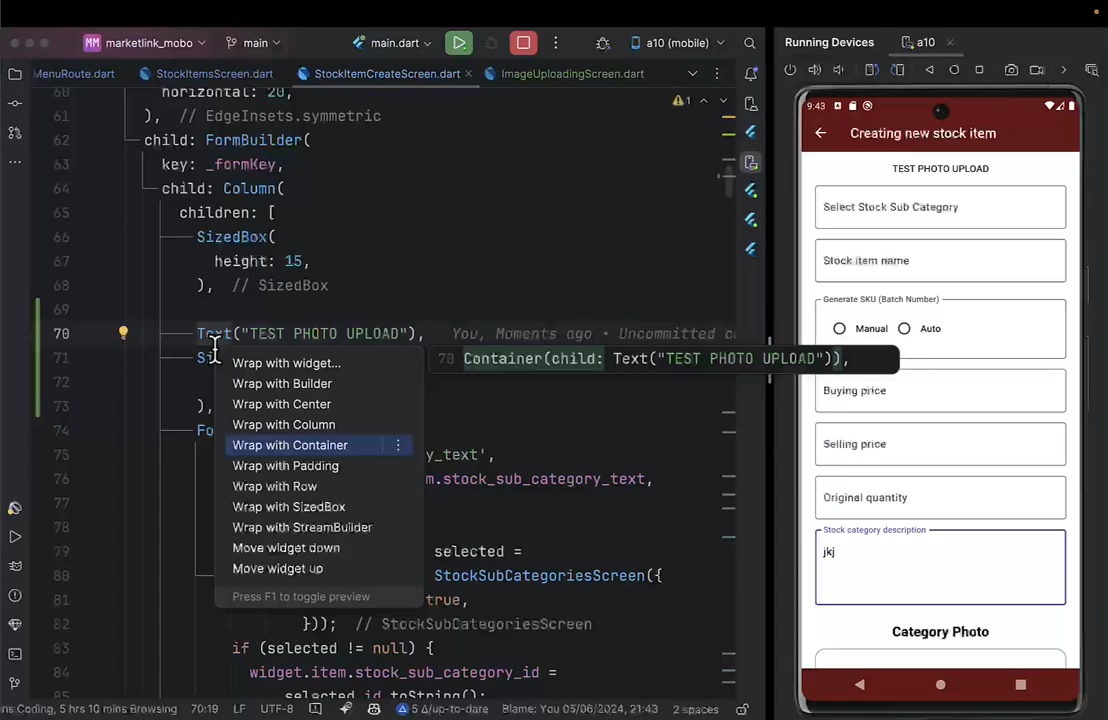 MM marketlink_mobo main main.dart a10 (mobile)
Running Devices a10
MenuRoute.dart StockItemsScreen.dart StockItemCreateScreen.dart ImageUploadingScreen.dart
60 horizontal: 20,
61 ), // EdgeInsets.symmetric
62 child: FormBuilder(
63 key: _formKey,
64 child: Column(
65 children: [
66 SizedBox(
67 height: 15,
68 ), // SizedBox
69
70 Text("TEST PHOTO UPLOAD"), You, Moments ago • Uncommitted c
71 Si
72
73 ),
74 Fo
75 y_text',
76 m.stock_sub_category_text,
77
78
79 selected =
80 StockSubCategoriesScreen({
81 true,
82 })); // StockSubCategoriesScreen
83 if (selected != null) {
84 widget.item.stock_sub_category_id =
85 selected.id.toString();
1
Wrap with widget...
Wrap with Builder
Wrap with Center
Wrap with Column
Wrap with Container
Wrap with Padding
Wrap with Row
Wrap with SizedBox
Wrap with StreamBuilder
Move widget down
Move widget up
Press F1 to toggle preview
70 Container(child: Text("TEST PHOTO UPLOAD")),
ns Coding, 5 hrs 10 mins Browsing 70:19 LF UTF-8 5 Δ/up-to-date Blame: You 05/06/2024, 21:43 2 spaces
9:43
Creating new stock item
TEST PHOTO UPLOAD
Select Stock Sub Category
Stock item name
Generate SKU (Batch Number)
Manual Auto
Buying price
Selling price
Original quantity
Stock category description
jkj
Category Photo